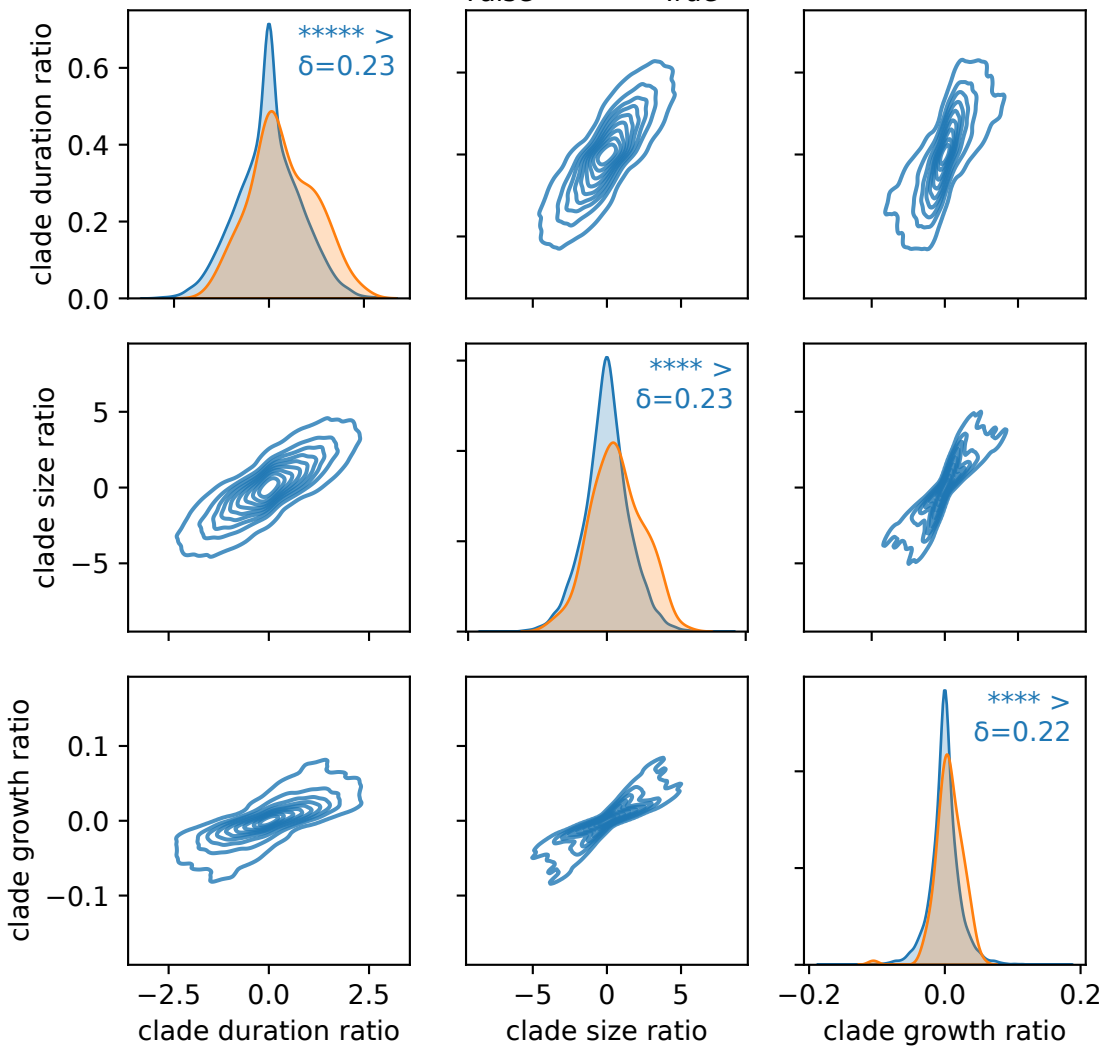 clade duration ratio
0.6
0.4
0.2
0.0
***** >
δ=0.23
clade size ratio
5
0
−5
**** >
δ=0.23
clade growth ratio
0.1
0.0
−0.1
**** >
δ=0.22
−2.5 0.0 2.5
−5 0 5
−0.2 0.0 0.2
clade duration ratio
clade size ratio
clade growth ratio